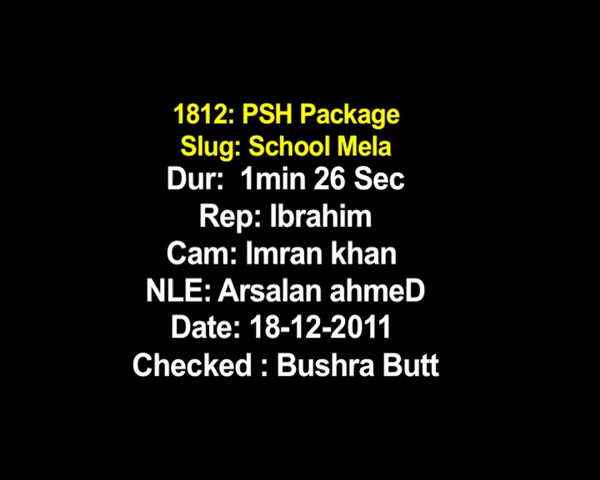 1812: PSH Package
Slug: School Mela
Dur: 1min 26 Sec
Rep: Ibrahim
Cam: Imran khan
NLE: Arsalan ahmeD
Date: 18-12-2011
Checked : Bushra Butt